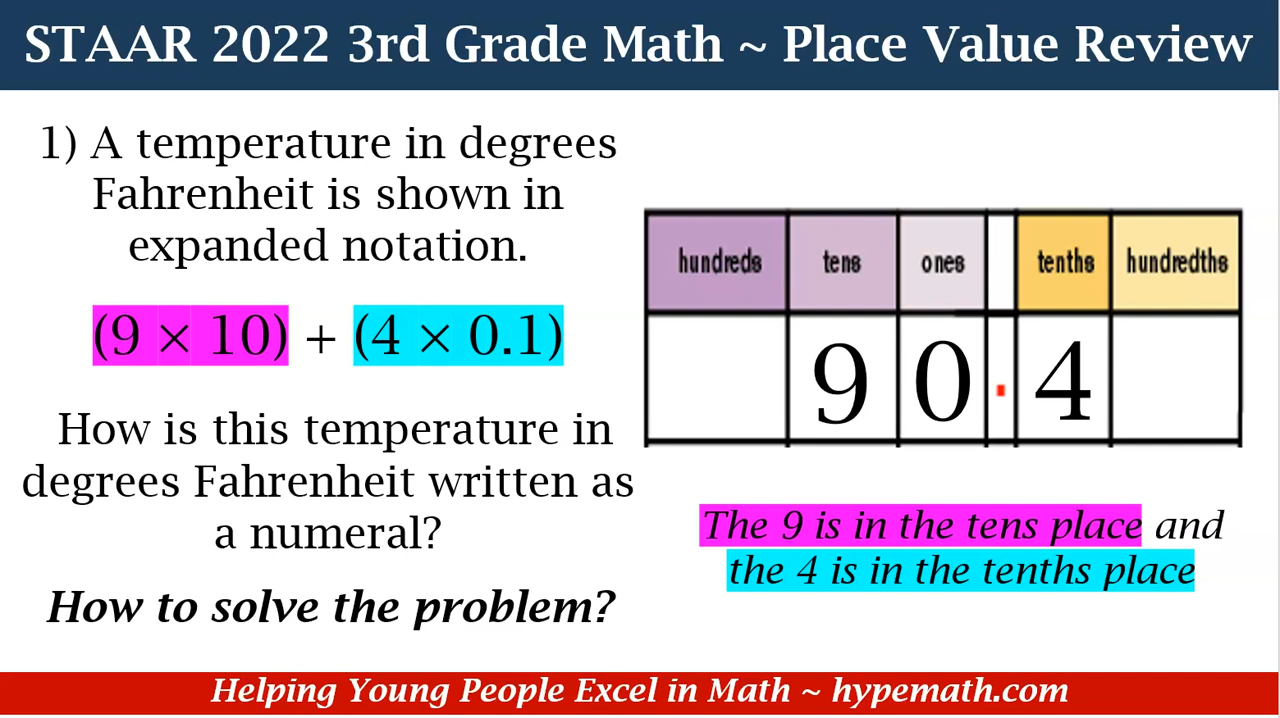 STAAR 2022 3rd Grade Math ~ Place Value Review
1) A temperature in degrees
Fahrenheit is shown in
expanded notation.
(9 × 10) + (4 × 0.1)
How is this temperature in
degrees Fahrenheit written as
a numeral?
How to solve the problem?
hundreds tens ones tenths hundredths
9 0 . 4
The 9 is in the tens place and
the 4 is in the tenths place
Helping Young People Excel in Math ~ hypemath.com